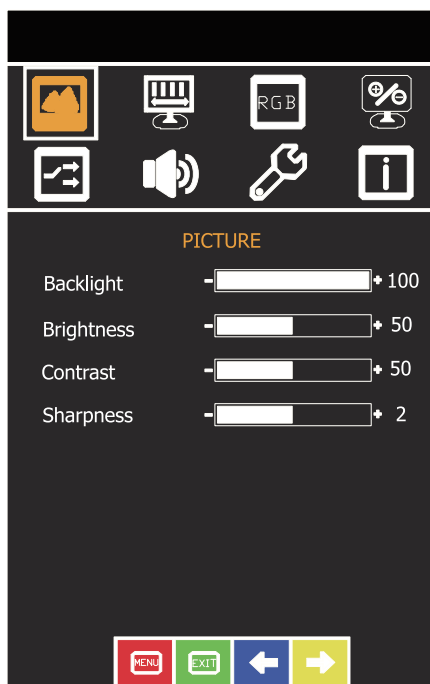 RGB
PICTURE
Backlight - + 100
Brightness - + 50
Contrast - + 50
Sharpness - + 2
MENU EXIT